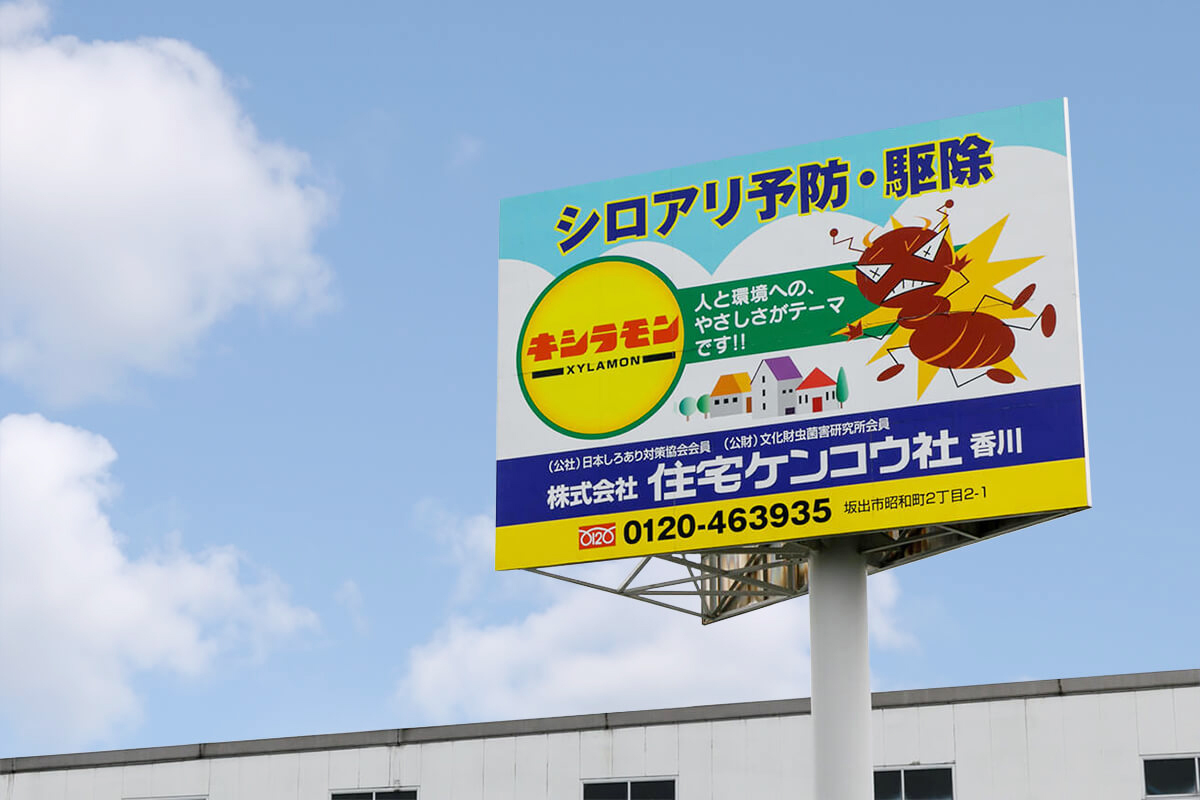 シロアリ予防・駆除
キシラモン
XYLAMON
人と環境への、
やさしさがテーマ
です!!
(公社)日本しろあり対策協会会員 (公財)文化財虫菌害研究所会員
株式会社 住宅ケンコウ社 香川
0120 0120-463935 坂出市昭和町2丁目2-1